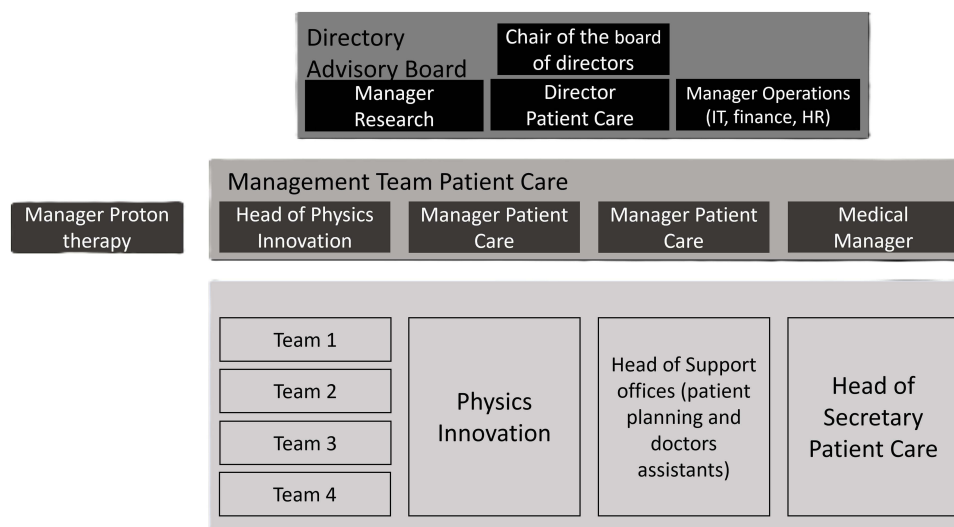 Directory
Advisory Board
Chair of the board
of directors
Manager
Research
Director
Patient Care
Manager Operations
(IT, finance, HR)
Management Team Patient Care
Manager Proton
therapy
Head of Physics
Innovation
Manager Patient
Care
Manager Patient
Care
Medical
Manager
Team 1
Team 2
Team 3
Team 4
Physics
Innovation
Head of Support
offices (patient
planning and
doctors
assistants)
Head of
Secretary
Patient Care